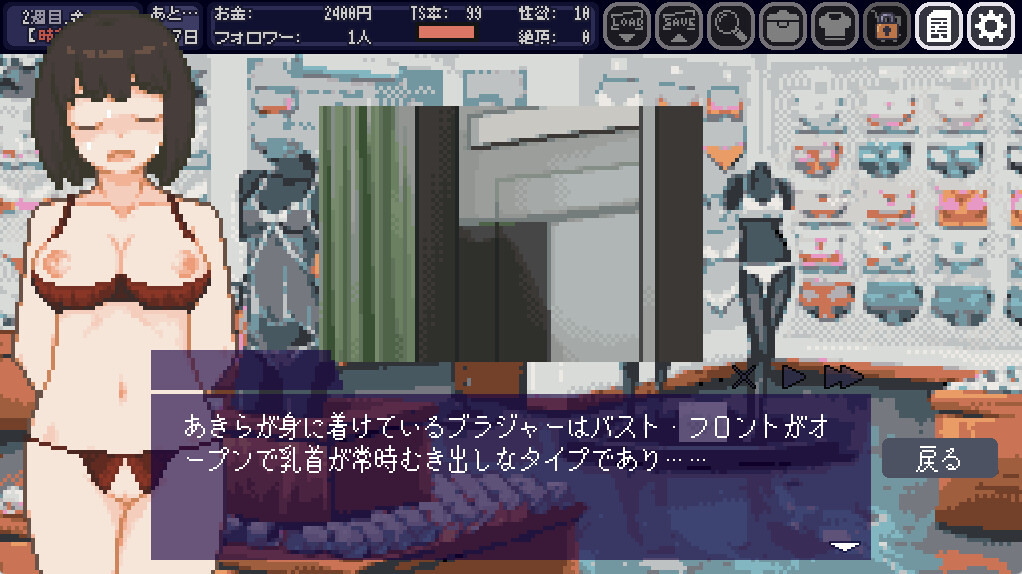 2週目.金
あと…
お金: 2400円
TS率: 99
性欲: 10
【時
7日
フォロワー: 1人
絶頂: 0
LOAD
SAVE
あきらが身に着けているブラジャーはバスト・フロントがオ
ープンで乳首が常時むき出しなタイプであり……
戻る